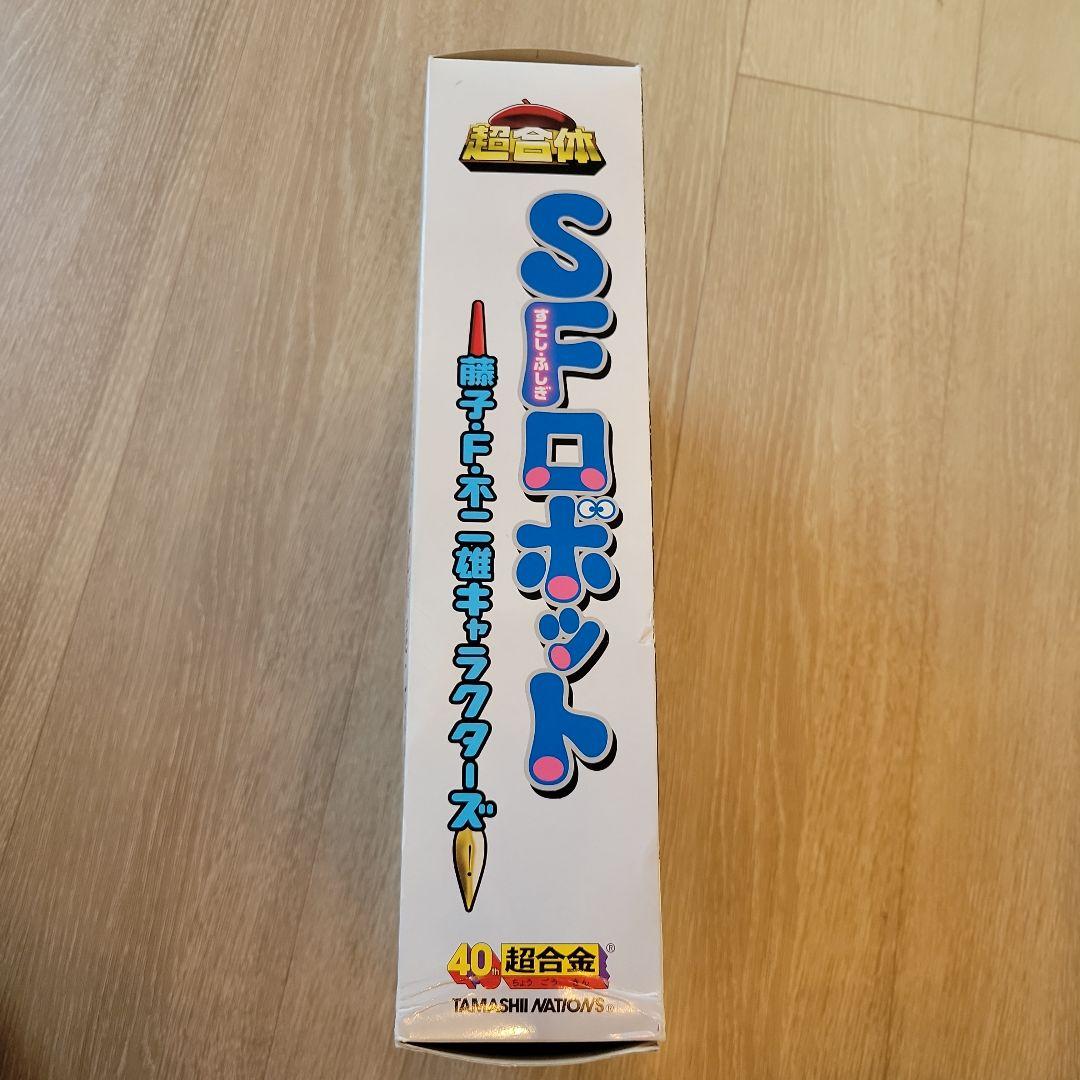 超合体
SFロボット
すこし・ふしぎ
藤子・F・不二雄キャラクターズ
40th 超合金®
ちょうごうきん
TAMASHII NATIONS®